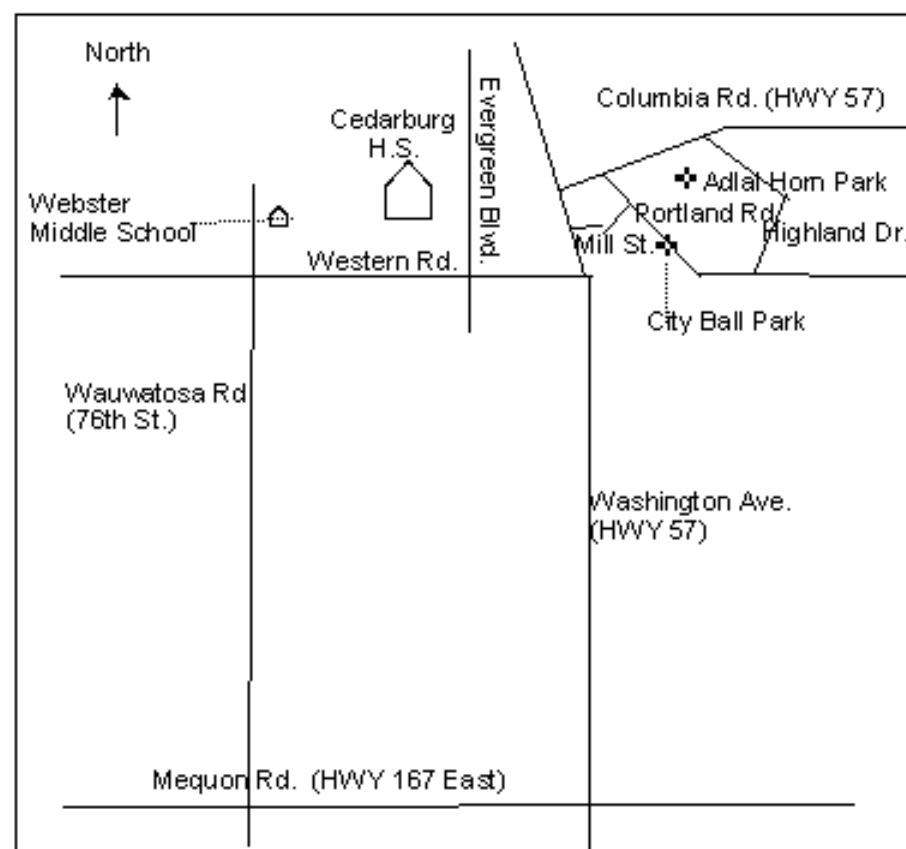 North
Columbia Rd. (HWY 57)
Evergreen Blvd.
Cedarburg
H.S.
Adlai Horn Park
Webster
Middle School
Portland Rd.
Highland Dr.
Mill St.
Western Rd.
City Ball Park
Wauwatosa Rd
(76th St.)
Washington Ave.
(HWY 57)
Mequon Rd. (HWY 167 East)